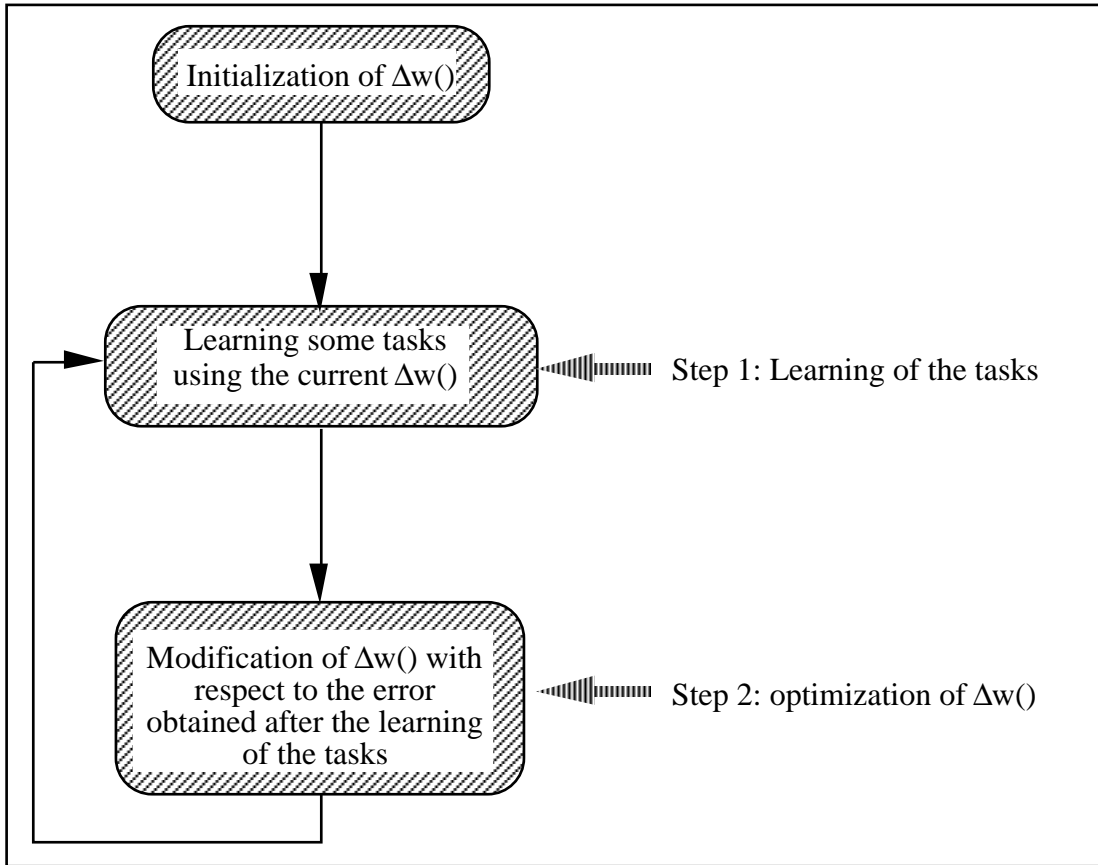 Initialization of Δw()
Learning some tasks
using the current Δw()
Step 1: Learning of the tasks
Modification of Δw() with
respect to the error
obtained after the learning
of the tasks
Step 2: optimization of Δw()